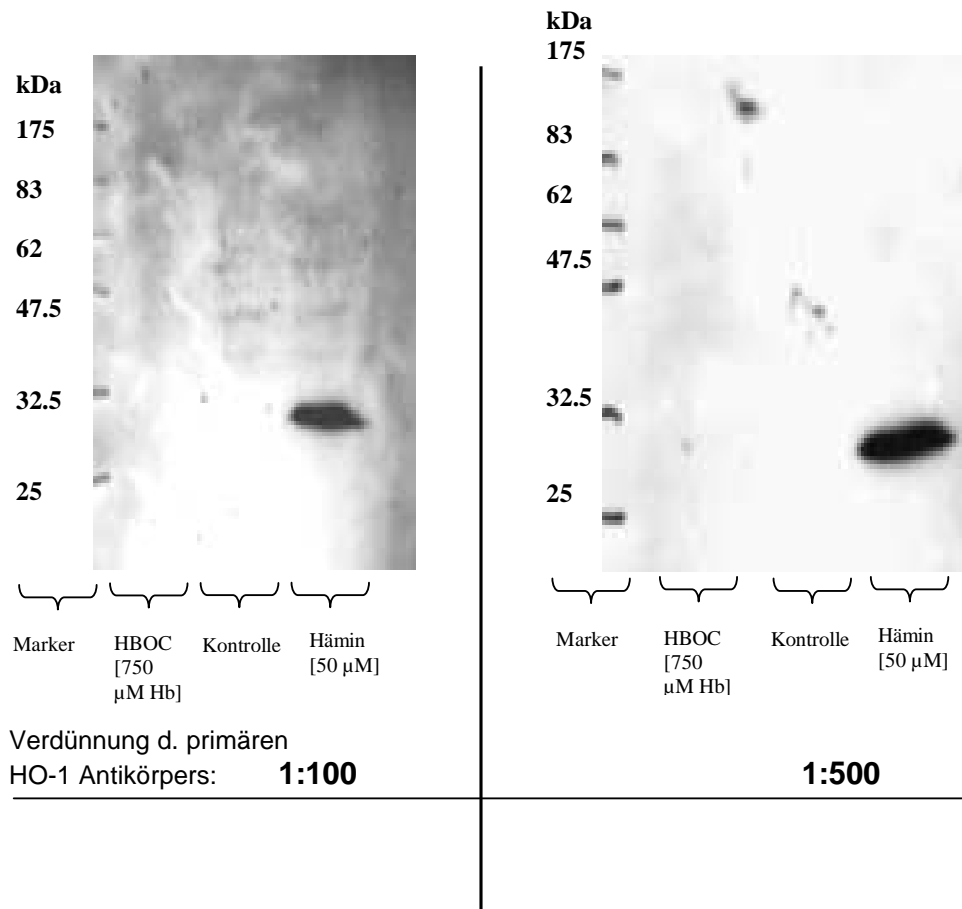 kDa
175
83
62
47.5
32.5
25
Marker
HBOC
[750
µM Hb]
Kontrolle
Hämin
[50 µM]
Verdünnung d. primären
HO-1 Antikörpers: 1:100
kDa
175
83
62
47.5
32.5
25
Marker
HBOC
[750
µM Hb]
Kontrolle
Hämin
[50 µM]
1:500